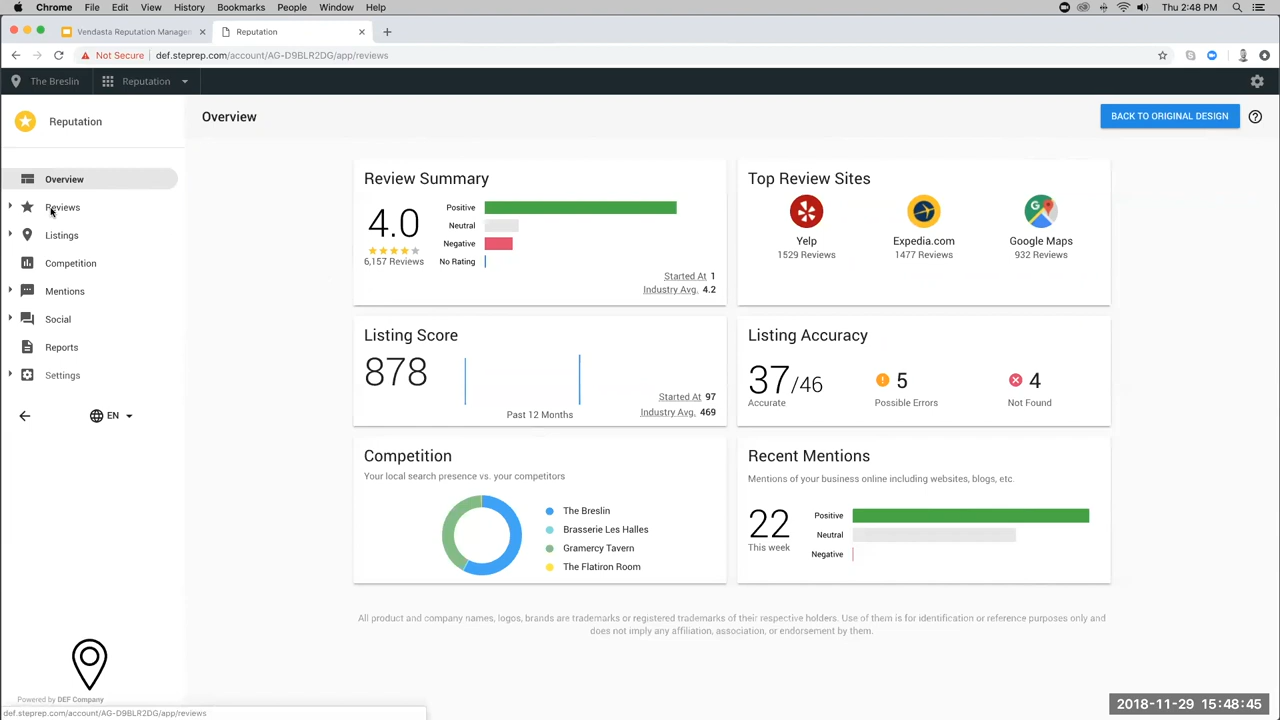 Chrome File Edit View History Bookmarks People Window Help Thu 2:48 PM
Vendasta Reputation Manager Reputation
Not Secure | def.steprep.com/account/AG-D9BLR2DG/app/reviews
The Breslin Reputation
Reputation
Overview
Reviews
Listings
Competition
Mentions
Social
Reports
Settings
EN
Powered by DEF Company
def.steprep.com/account/AG-D9BLR2DG/app/reviews
Overview
BACK TO ORIGINAL DESIGN
Review Summary
4.0
6,157 Reviews
Positive
Neutral
Negative
No Rating
Started At 1
Industry Avg. 4.2
Top Review Sites
Yelp Expedia.com Google Maps
1529 Reviews 1477 Reviews 932 Reviews
Listing Score
878
Past 12 Months
Started At 97
Industry Avg. 469
Listing Accuracy
37/46 5 4
Accurate Possible Errors Not Found
Competition
Your local search presence vs. your competitors
The Breslin
Brasserie Les Halles
Gramercy Tavern
The Flatiron Room
Recent Mentions
Mentions of your business online including websites, blogs, etc.
22
This week
Positive
Neutral
Negative
All product and company names, logos, brands are trademarks or registered trademarks of their respective holders. Use of them is for identification or reference purposes only and
does not imply any affiliation, association, or endorsement by them.
2018-11-29 15:48:45